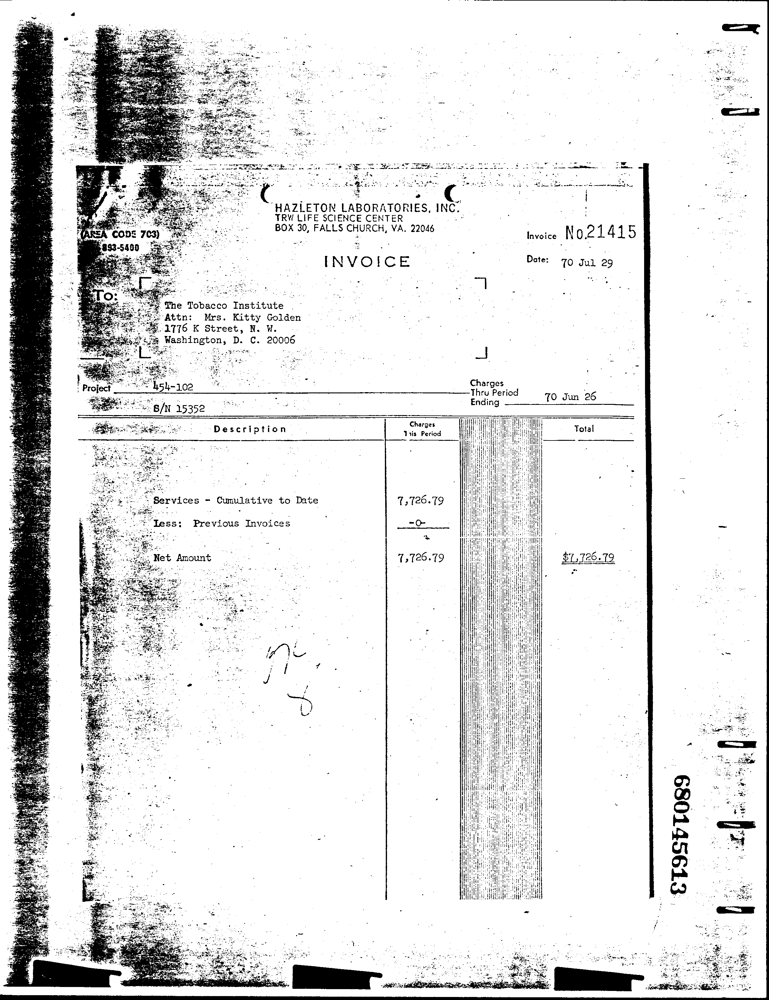 HAZLETON LABORATORIES, INC.
TRW LIFE SCIENCE CENTER
BOX 30, FALLS CHURCH, VA. 22046
(AREA CODE 703)
893-5400
Invoice No.21415
INVOICE
Date: 70 Jul 29
To:
The Tobacco Institute
Attn: Mrs. Kitty Golden
1776 K Street, N. W.
Washington, D. C. 20006
Project 454-102
Charges
Thru Period
Ending 70 Jun 26
S/N 15352
Description Charges This Period Total
Services - Cumulative to Date 7,726.79
Less: Previous Invoices -0-
Net Amount 7,726.79 $7,726.79
680145613